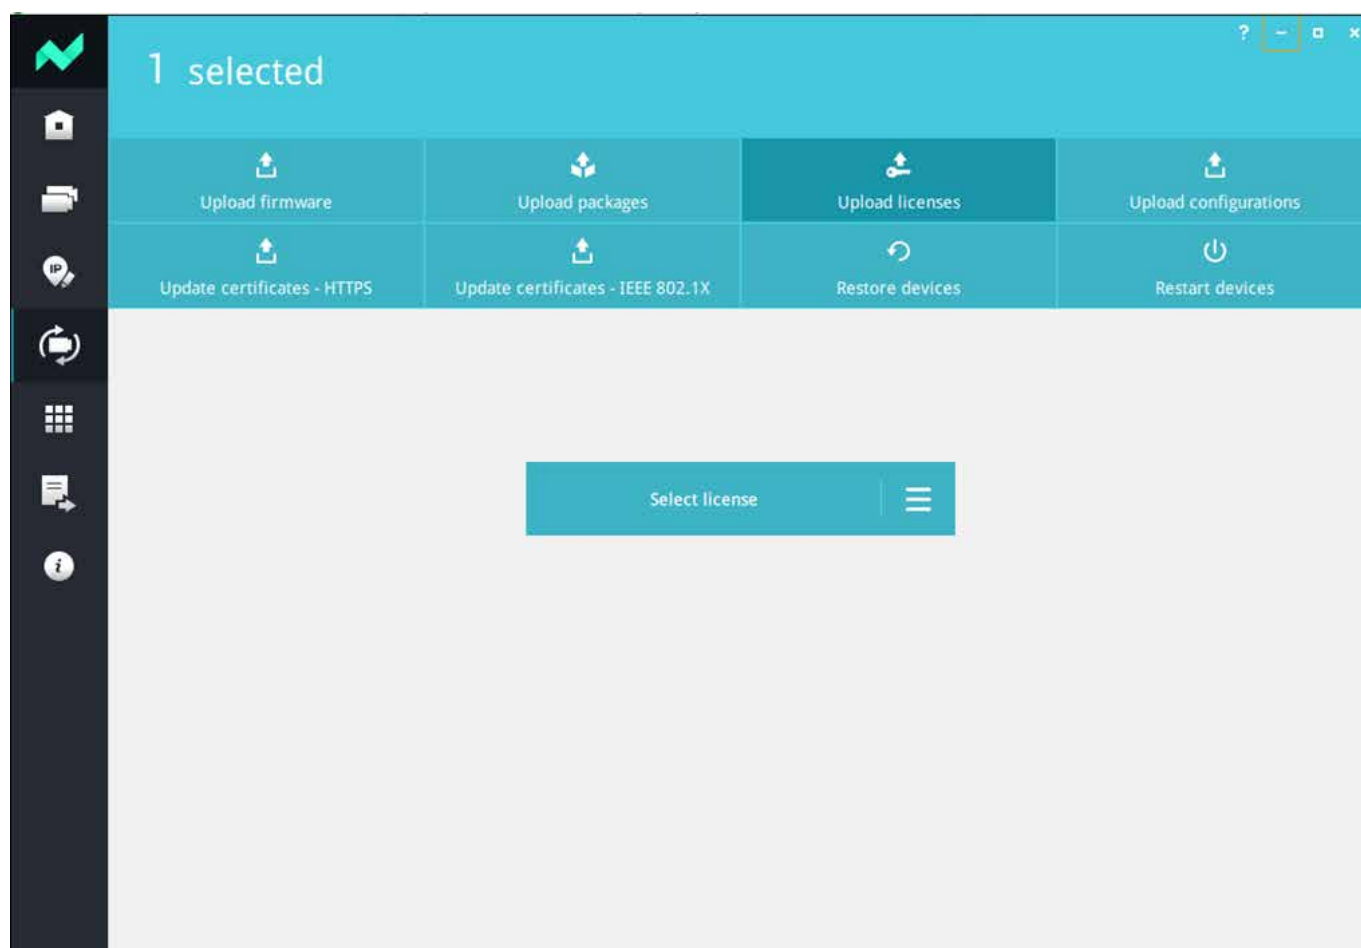 1 selected
?
Upload firmware
Upload packages
Upload licenses
Upload configurations
Update certificates - HTTPS
Update certificates - IEEE 802.1X
Restore devices
Restart devices
IP
Select license
i